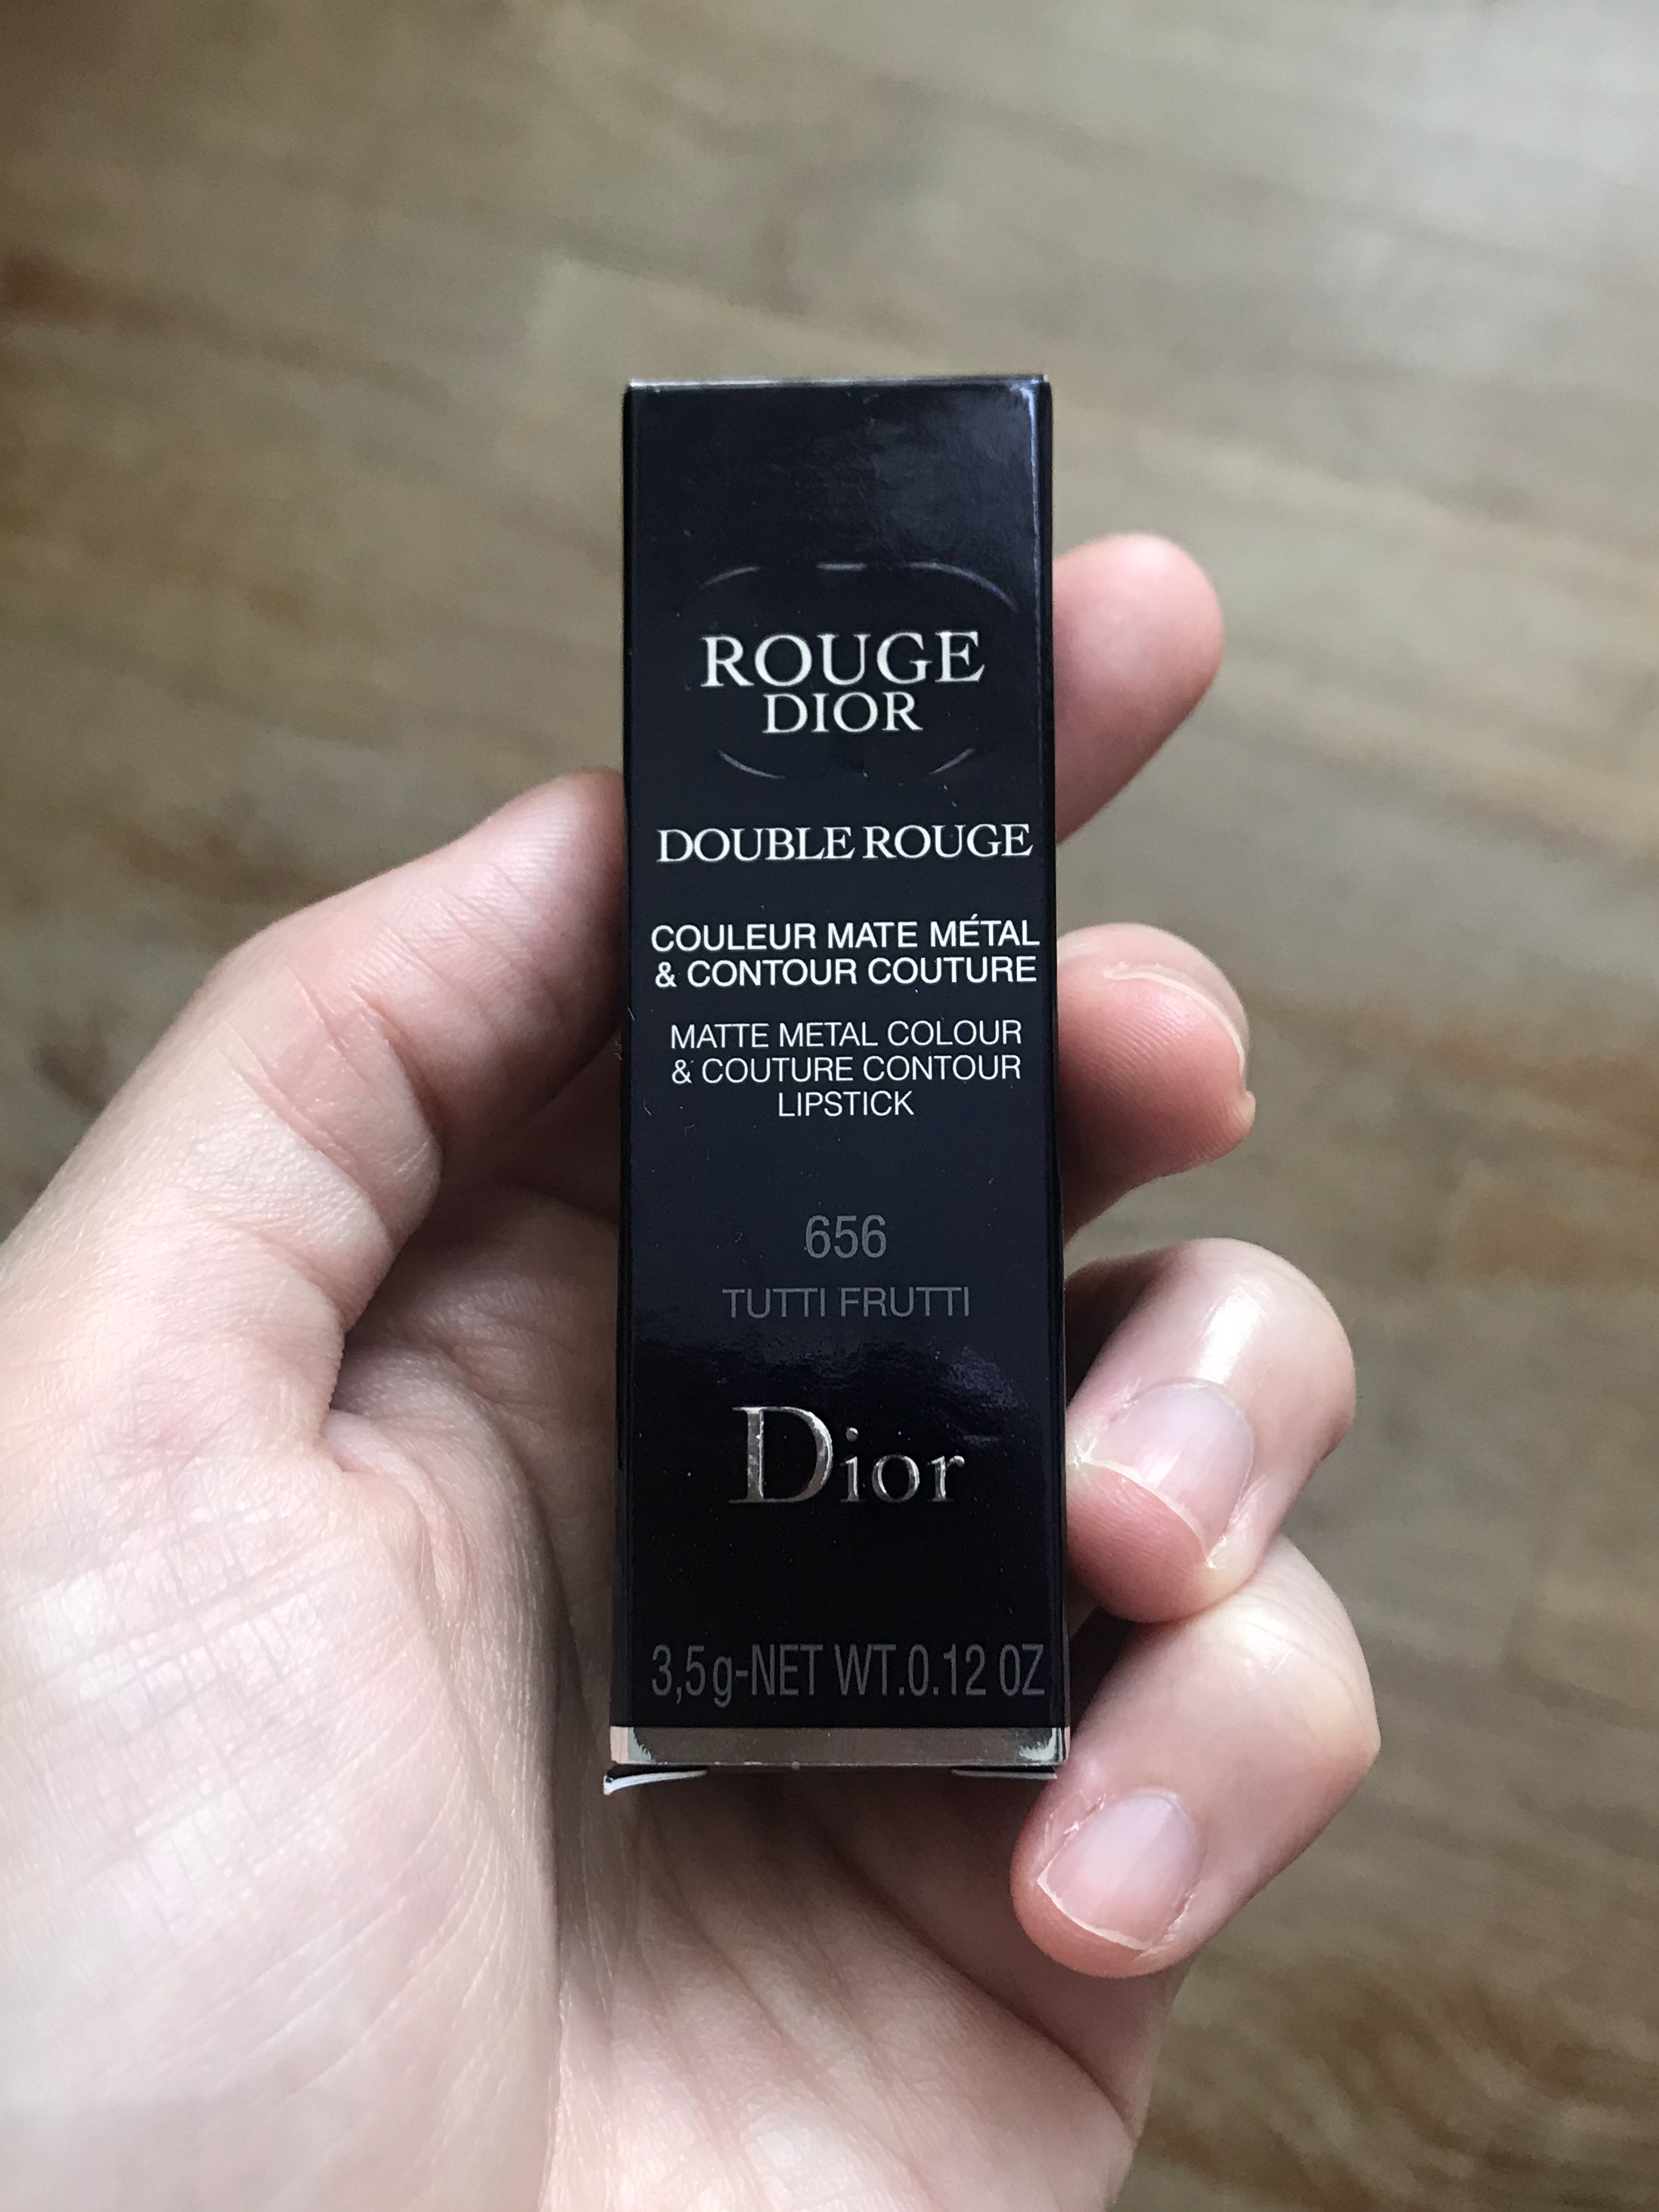 ROUGE
DIOR
DOUBLE ROUGE
COULEUR MATE MÉTAL
& CONTOUR COUTURE
MATTE METAL COLOUR
& COUTURE CONTOUR
LIPSTICK
656
TUTTI FRUTTI
Dior
3,5g-NET WT.0.12 OZ